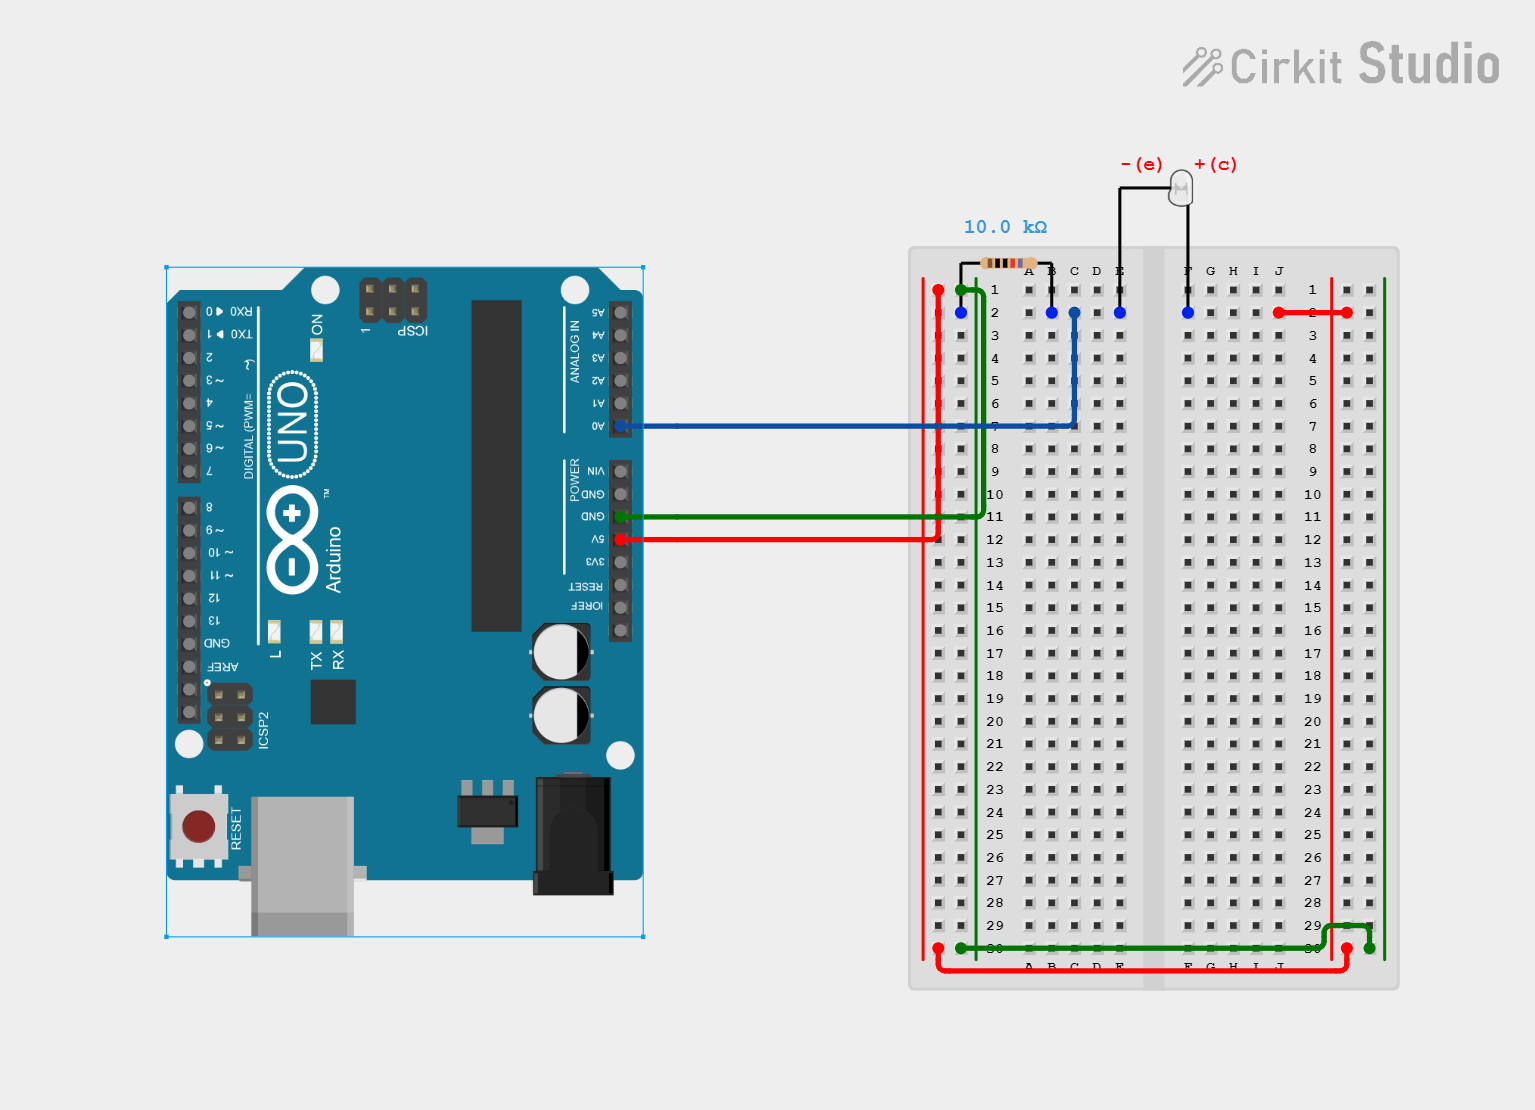 Cirkit Studio
-(e) +(c)
10.0 kΩ
A B C D E F G H I J
1 1
2 2
3 3
4 4
5 5
6 6
7 7
8 8
9 9
10 10
11 11
12 12
13 13
14 14
15 15
16 16
17 17
18 18
19 19
20 20
21 21
22 22
23 23
24 24
25 25
26 26
27 27
28 28
29 29
30 30
A B C D E F G H I J
RX0 ◄ 0
TX0 ► 1
2
~ 3
4
~ 5
~ 6
7
8
~ 9
~ 10
~ 11
12
13
GND
AREF
DIGITAL (PWM= ~)
ON
1
ICSP
UNO
™
Arduino
L
TX
RX
ICSP2
RESET
ANALOG IN
A5
A4
A3
A2
A1
A0
POWER
VIN
GND
GND
5V
3V3
RESET
IOREF